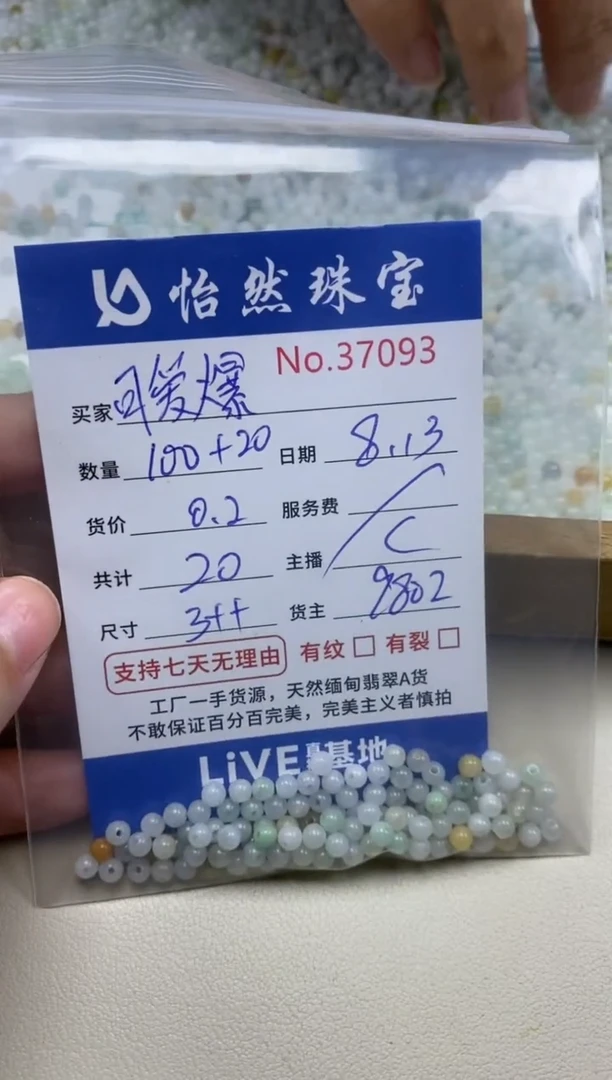 怡然珠宝
No.37093
买家 可爱爆
数量 100+20 日期 8.13
货价 0.2 服务费 /
共计 20 主播 C
尺寸 3++ 货主 9802
支持七天无理由 有纹 □ 有裂 □
工厂一手货源，天然缅甸翡翠A货
不敢保证百分百完美，完美主义者慎拍
LiVE 基地